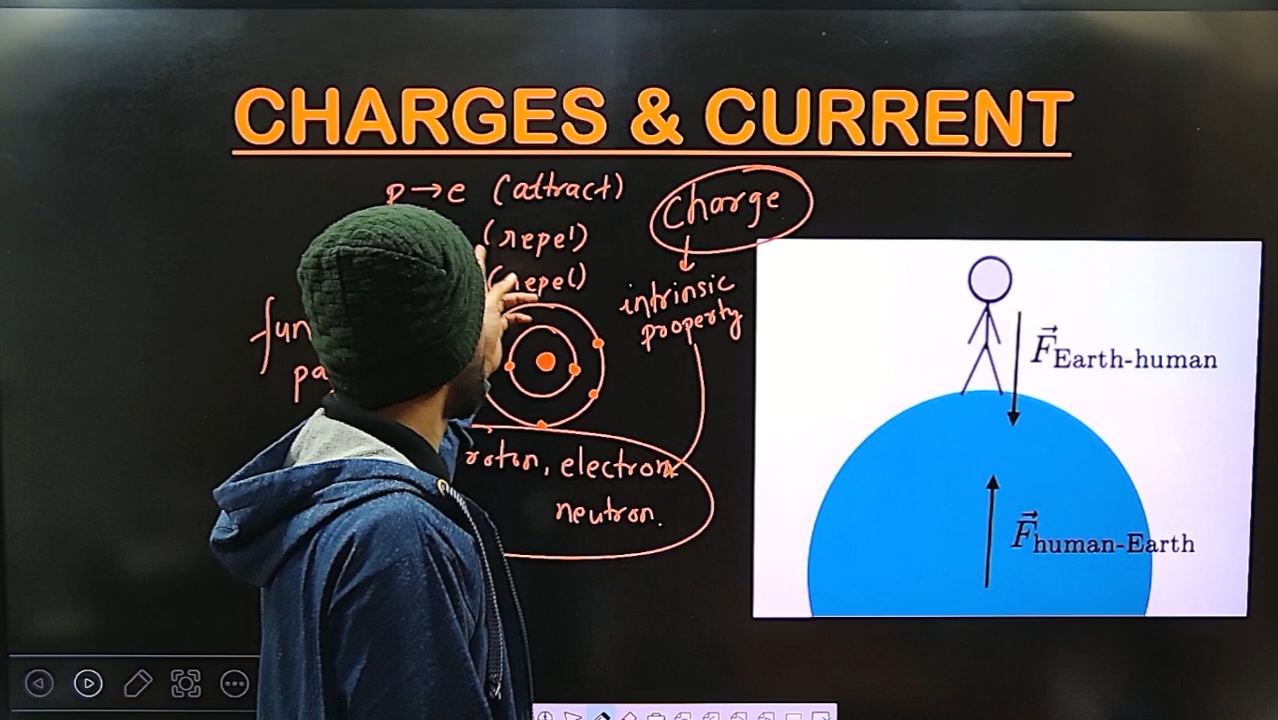 CHARGES & CURRENT
p→e (attract)
(repel)
(repel)
Charge
intrinsic
property
fun
pa
roton, electron
neutron.
F⃗Earth-human
F⃗human-Earth